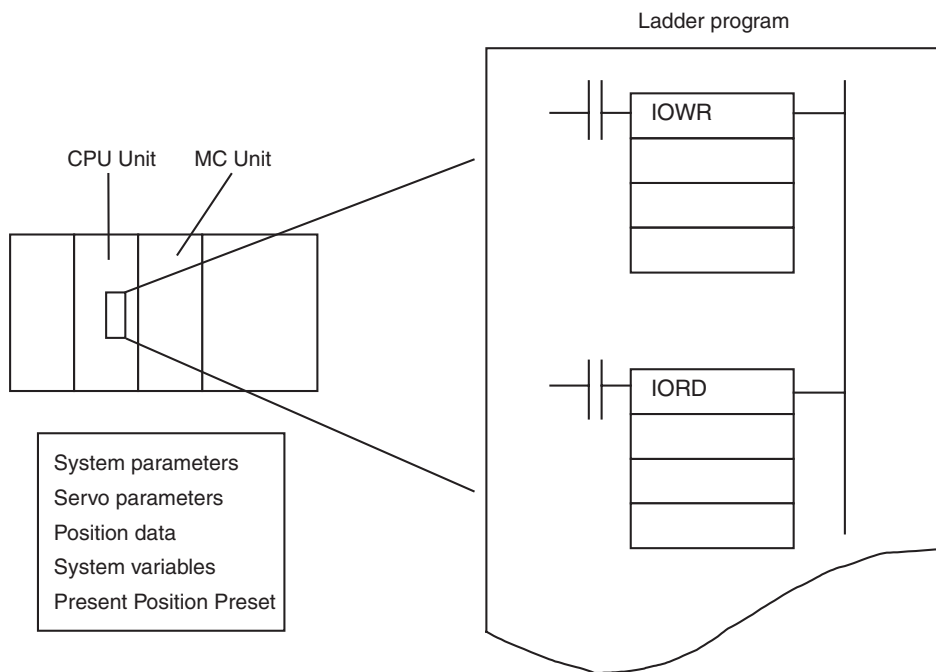 Ladder program
IOWR
CPU Unit
MC Unit
IORD
System parameters
Servo parameters
Position data
System variables
Present Position Preset